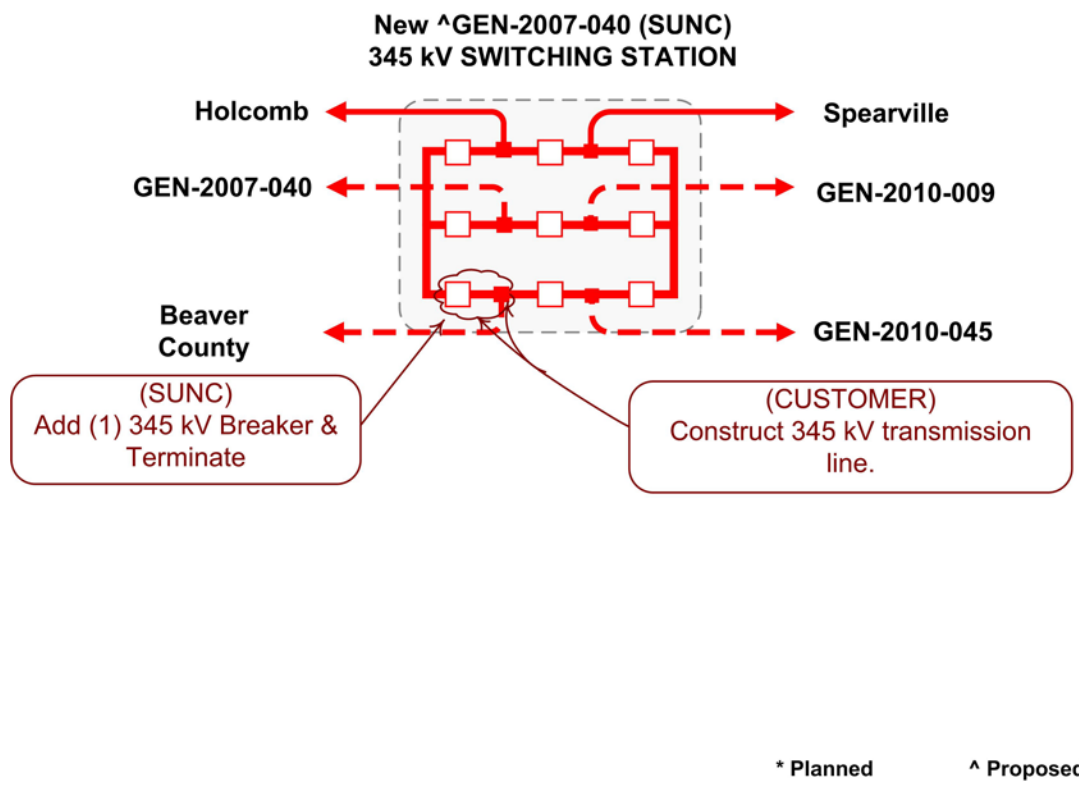 New ^GEN-2007-040 (SUNC)
345 kV SWITCHING STATION
Holcomb
Spearville
GEN-2007-040
GEN-2010-009
Beaver
County
GEN-2010-045
(SUNC)
Add (1) 345 kV Breaker &
Terminate
(CUSTOMER)
Construct 345 kV transmission
line.
* Planned
^ Proposed